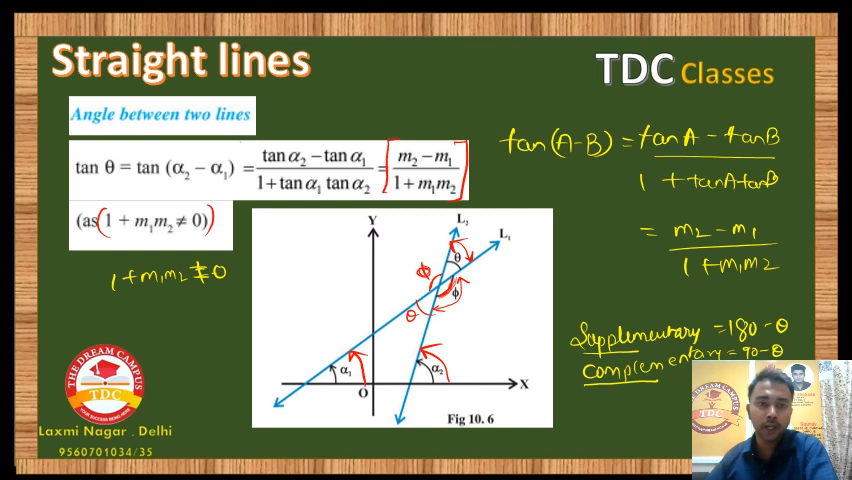 Straight lines
TDC Classes
Angle between two lines
tan θ = tan (α₂ – α₁) = (tan α₂ – tan α₁)/(1 + tan α₁ tan α₂) = [(m₂ – m₁)/(1 + m₁m₂)]
(as (1 + m₁m₂ ≠ 0))
1 + m₁m₂ ≠ 0
tan(A-B) = (tanA - tanB)/(1 + tanA tanB)
= (m2 - m1)/(1 + m1m2)
Supplementary = 180-θ
Complementary = 90-θ
Y
L₂
L₁
θ
Φ
ϕ
θ
α₁
α₂
O
X
Fig 10. 6
THE DREAM CAMPUS
TDC
YOUR SUCCESS BEING HERE
Laxmi Nagar , Delhi
9560701034/35
TDC